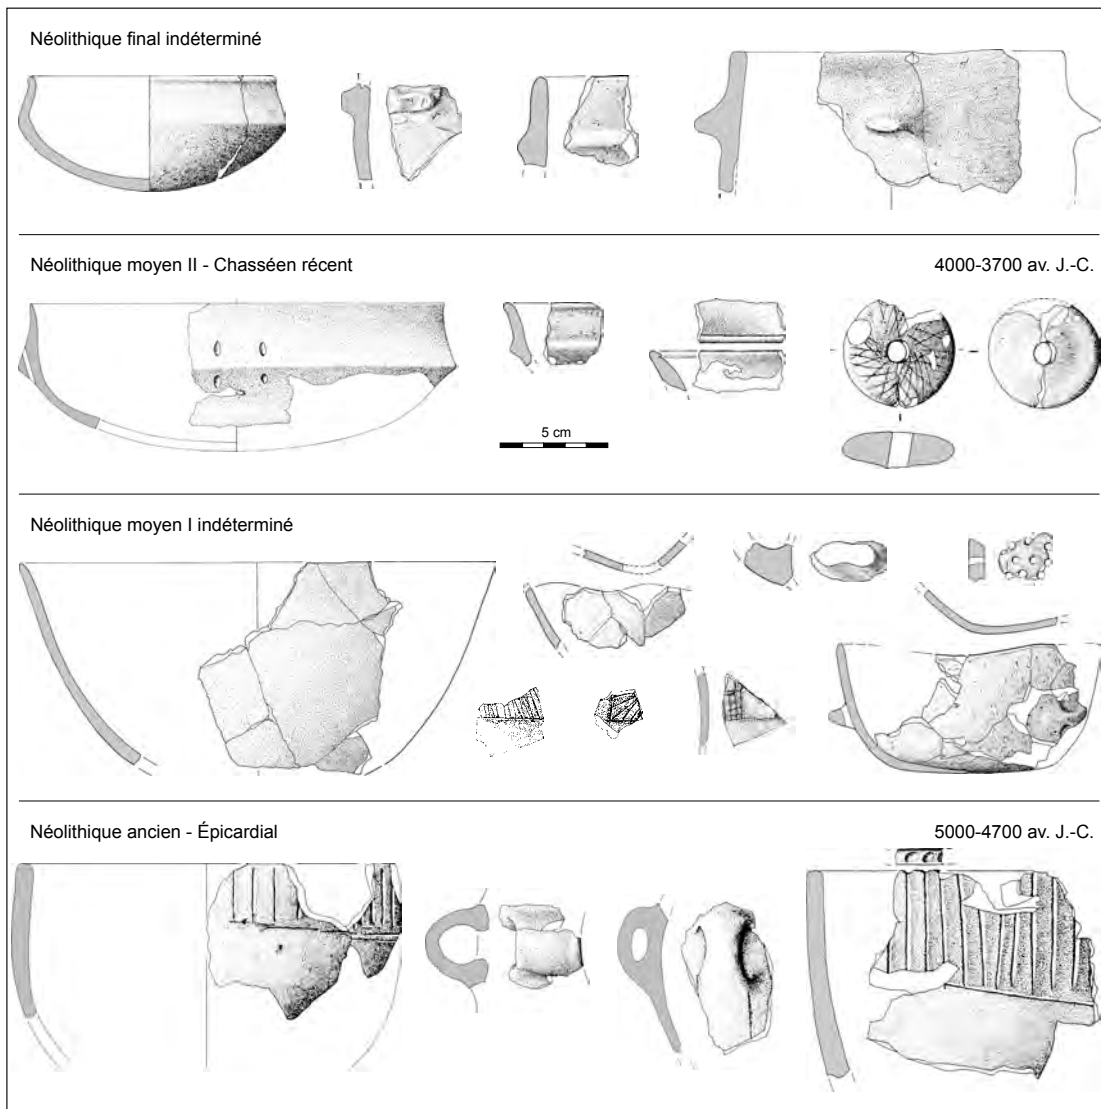 Néolithique final indéterminé
Néolithique moyen II - Chasséen récent
4000-3700 av. J.-C.
5 cm
Néolithique moyen I indéterminé
Néolithique ancien - Épicardial
5000-4700 av. J.-C.